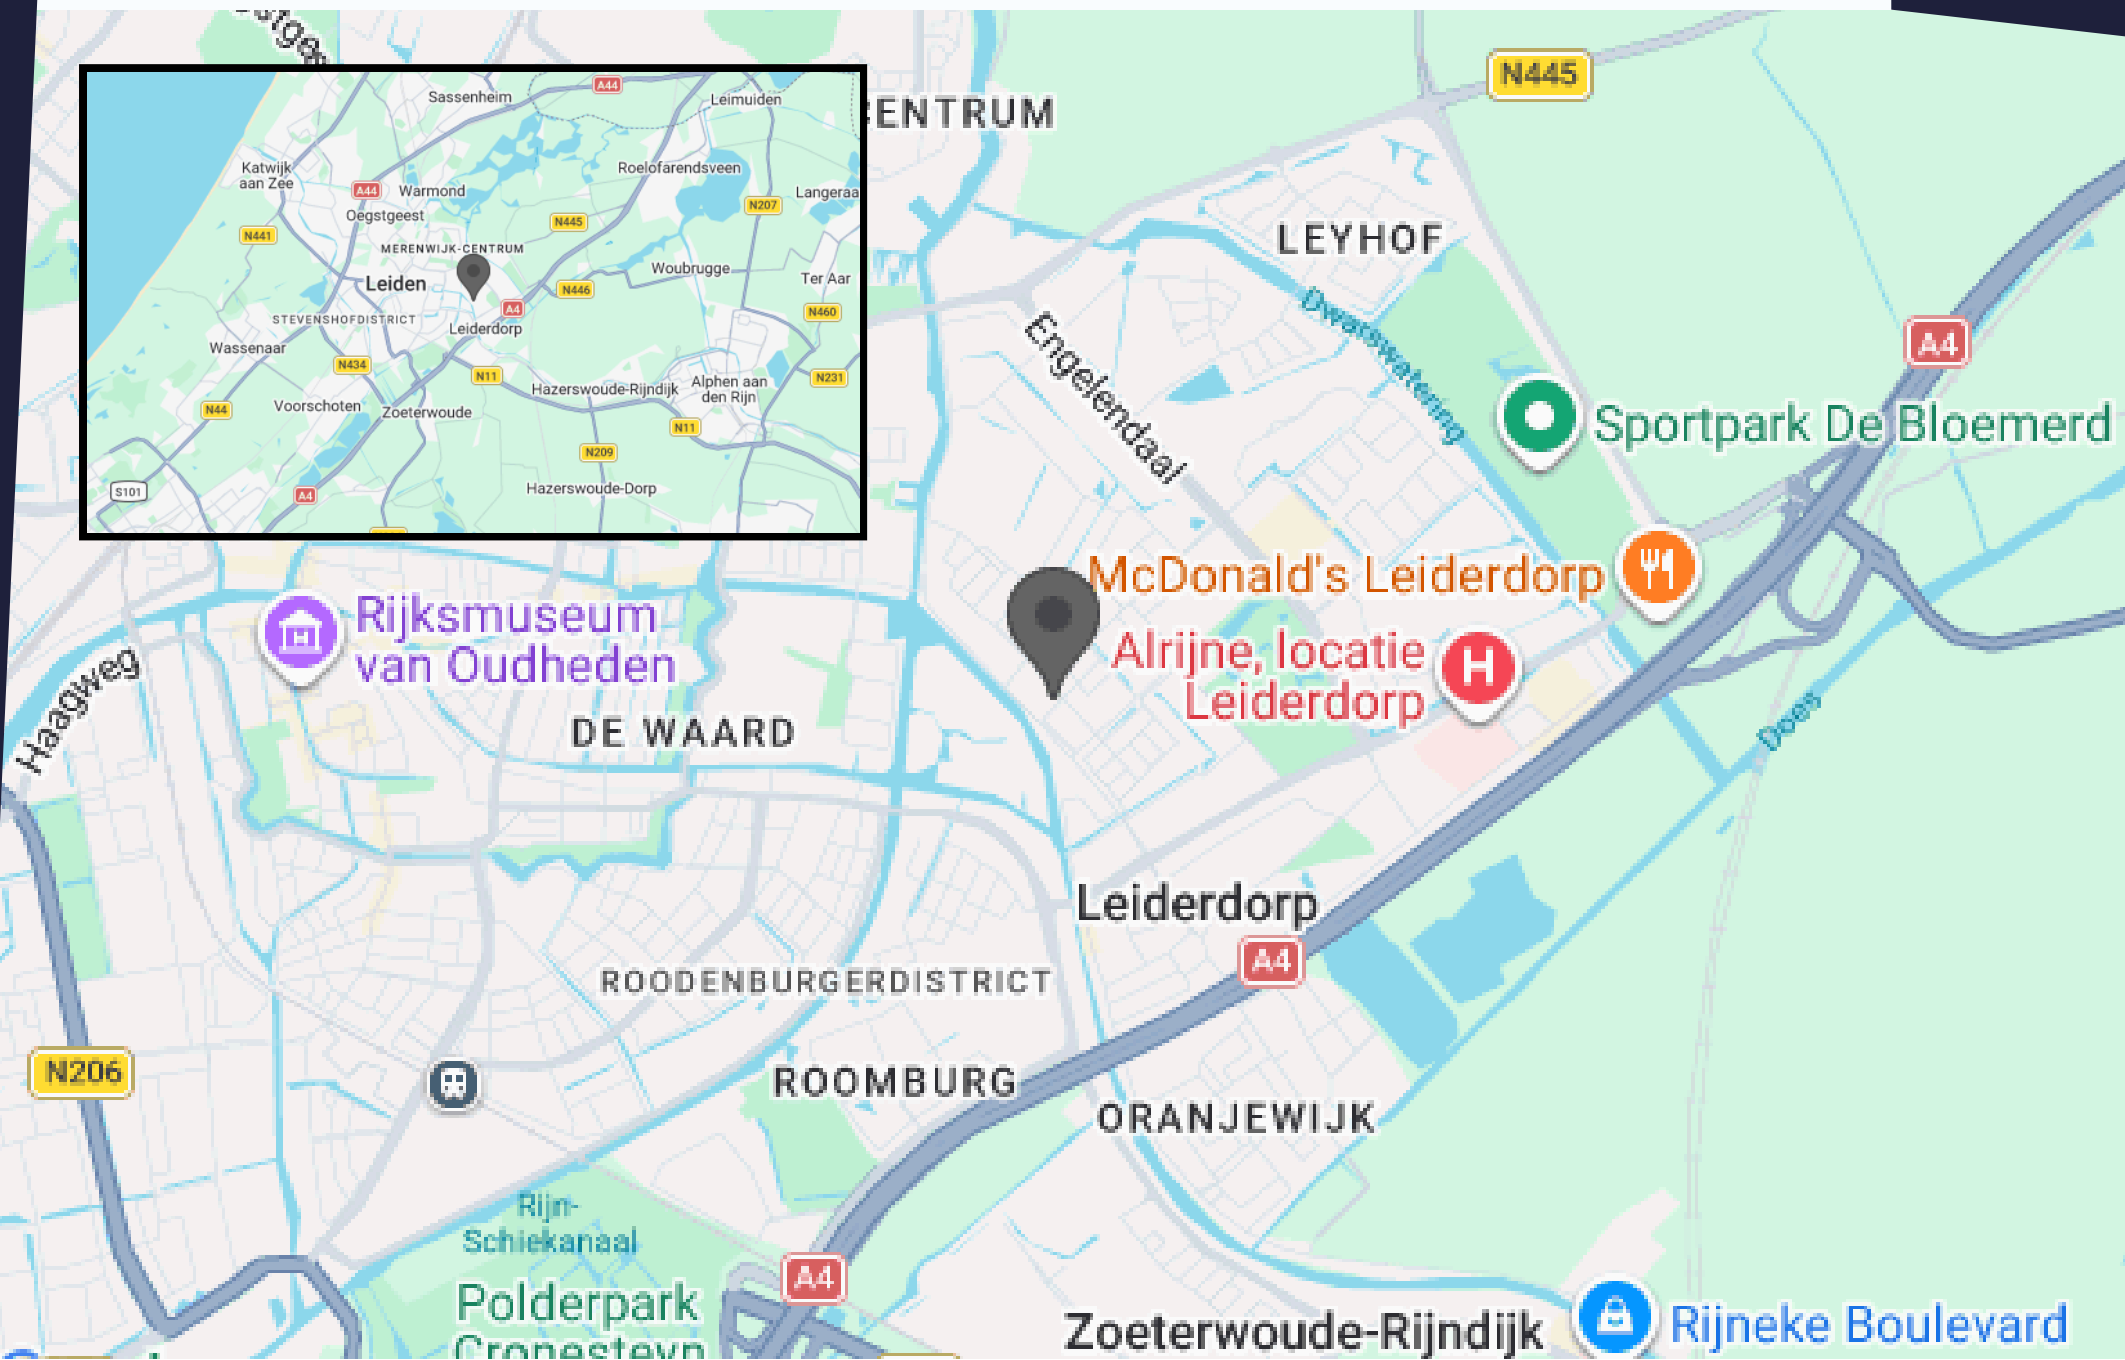 Sassenheim
A44
Leimuiden
Katwijk
aan Zee
A44
Warmond
Roelofarendsveen
Langeraa
N207
Oegstgeest
N445
N441
MERENWIJK-CENTRUM
Leiden
Woubrugge
Ter Aar
N446
A4
N460
STEVENSHOFDISTRICT
Leiderdorp
Wassenaar
N434
N11
N231
Hazerswoude-Rijndijk
Alphen aan
den Rijn
N44
Voorschoten
Zoeterwoude
N11
N209
S101
A4
Hazerswoude-Dorp
ENTRUM
N445
LEYHOF
Dwarswatering
Engelendaal
A4
Sportpark De Bloemerd
McDonald's Leiderdorp
Rijksmuseum
van Oudheden
Alrijne, locatie
Leiderdorp
Haagweg
DE WAARD
Does
Leiderdorp
A4
ROODENBURGERDISTRICT
N206
ROOMBURG
ORANJEWIJK
Rijn-
Schiekanaal
A4
Polderpark
Cronesteyn
Zoeterwoude-Rijndijk
Rijneke Boulevard